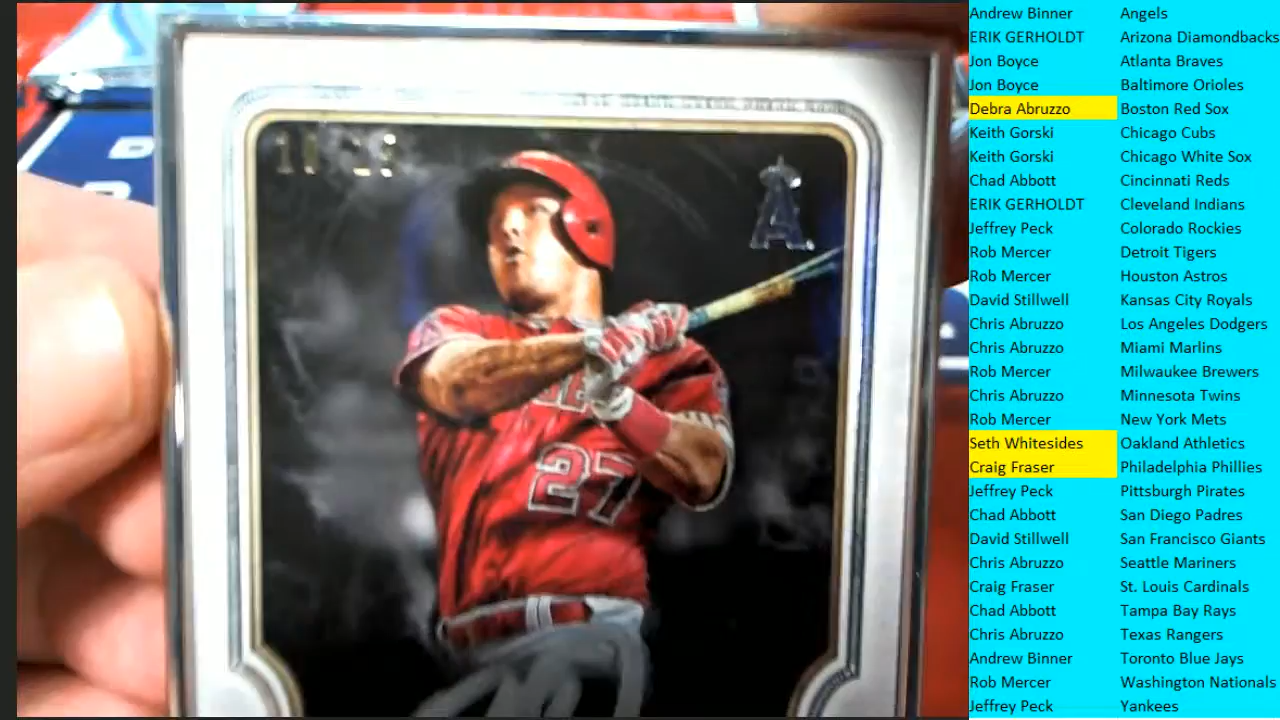 27
Andrew Binner Angels
ERIK GERHOLDT Arizona Diamondbacks
Jon Boyce Atlanta Braves
Jon Boyce Baltimore Orioles
Debra Abruzzo Boston Red Sox
Keith Gorski Chicago Cubs
Keith Gorski Chicago White Sox
Chad Abbott Cincinnati Reds
ERIK GERHOLDT Cleveland Indians
Jeffrey Peck Colorado Rockies
Rob Mercer Detroit Tigers
Rob Mercer Houston Astros
David Stillwell Kansas City Royals
Chris Abruzzo Los Angeles Dodgers
Chris Abruzzo Miami Marlins
Rob Mercer Milwaukee Brewers
Chris Abruzzo Minnesota Twins
Rob Mercer New York Mets
Seth Whitesides Oakland Athletics
Craig Fraser Philadelphia Phillies
Jeffrey Peck Pittsburgh Pirates
Chad Abbott San Diego Padres
David Stillwell San Francisco Giants
Chris Abruzzo Seattle Mariners
Craig Fraser St. Louis Cardinals
Chad Abbott Tampa Bay Rays
Chris Abruzzo Texas Rangers
Andrew Binner Toronto Blue Jays
Rob Mercer Washington Nationals
Jeffrey Peck Yankees